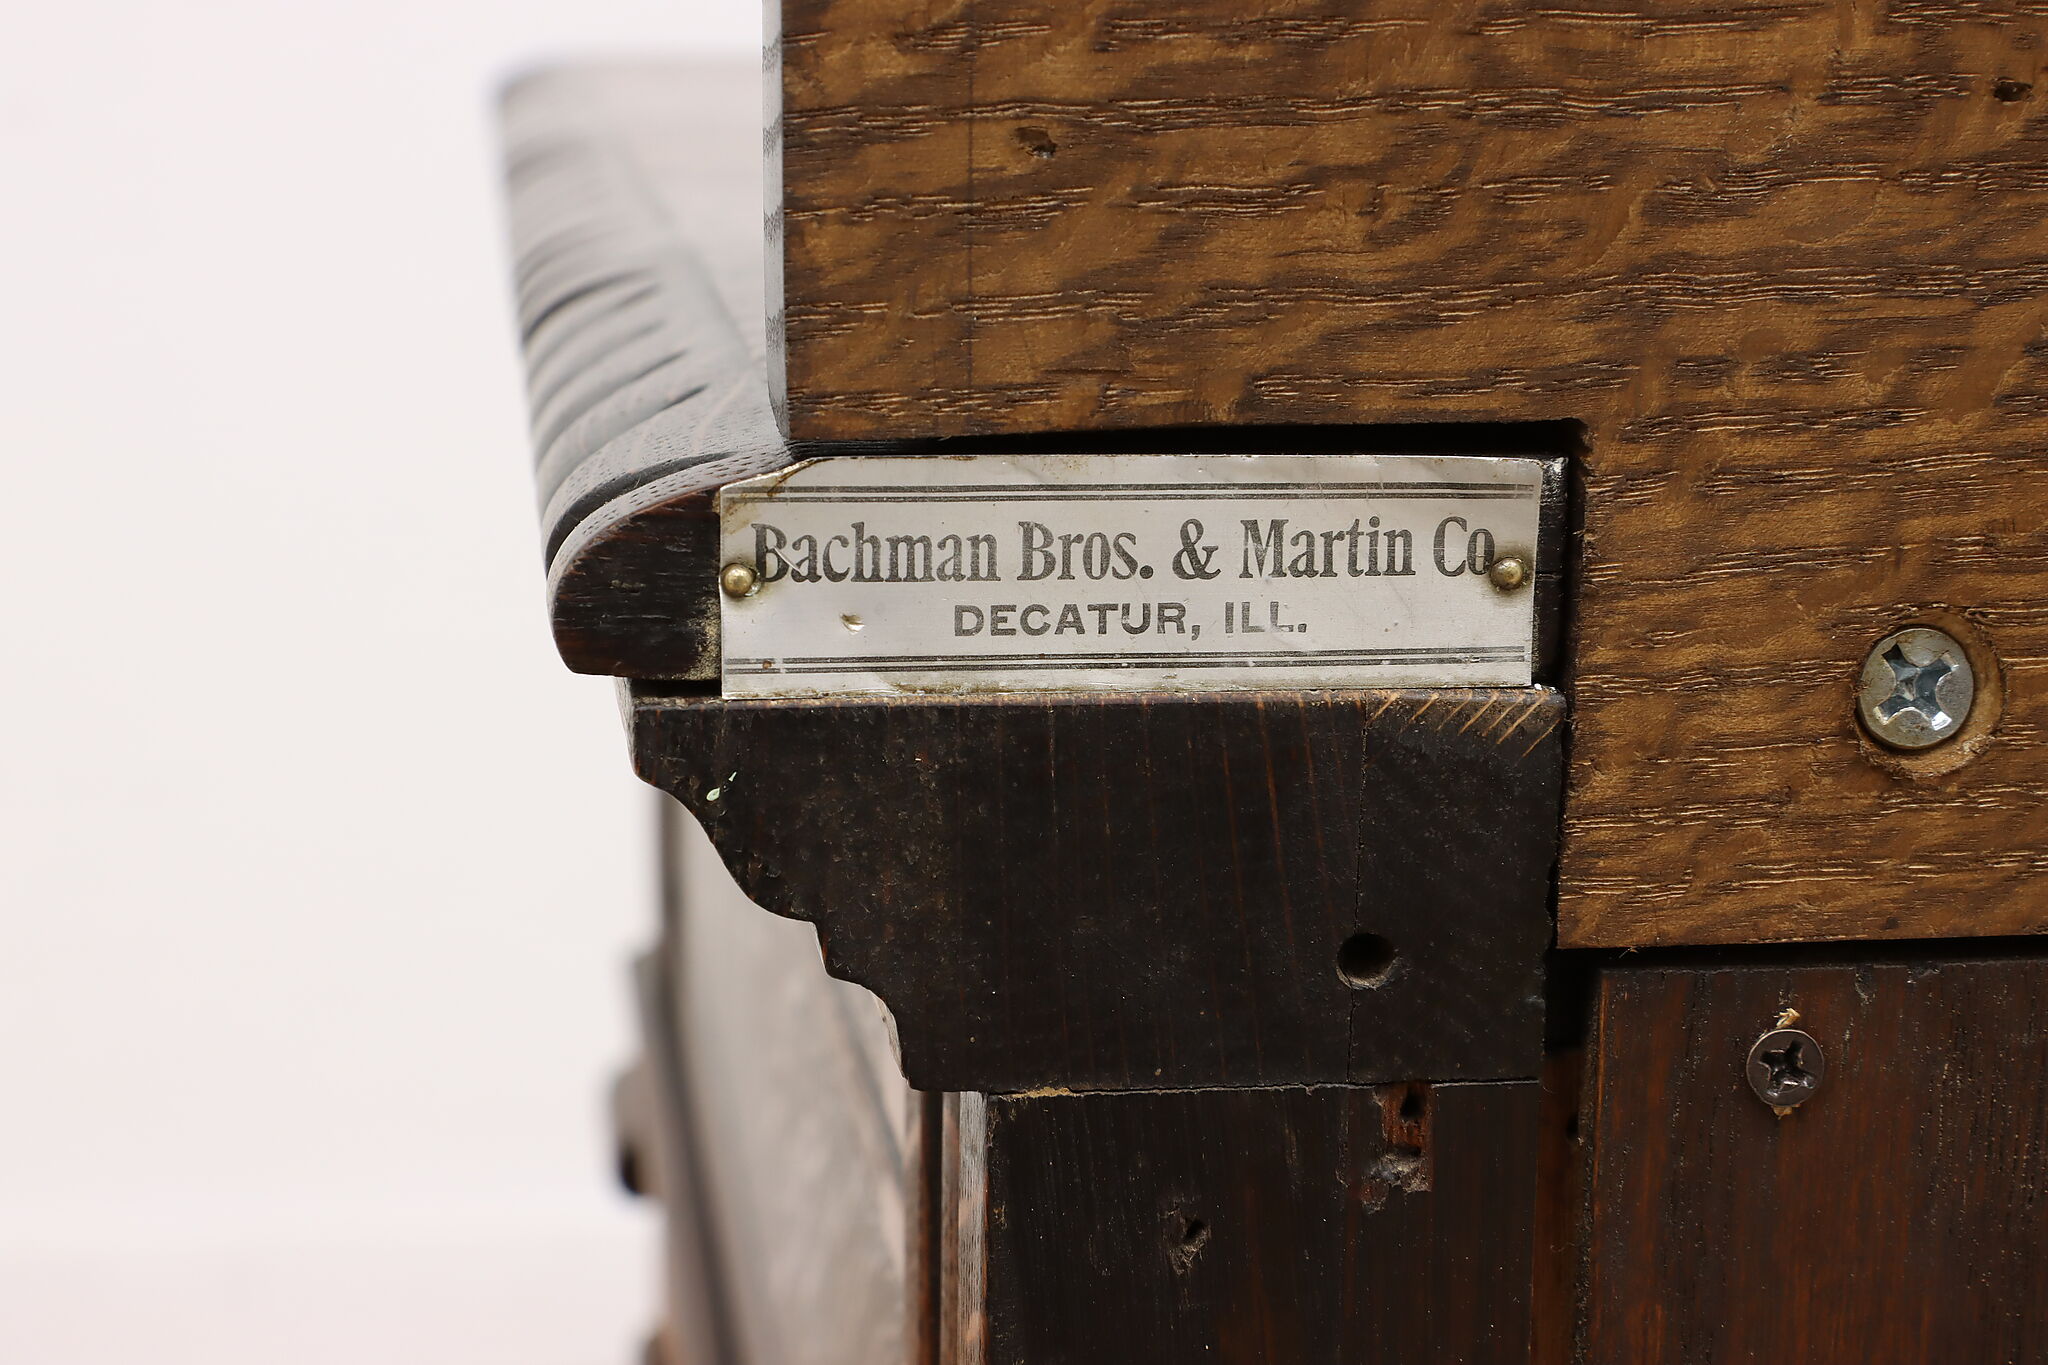 Bachman Bros. & Martin Co
DECATUR, ILL.